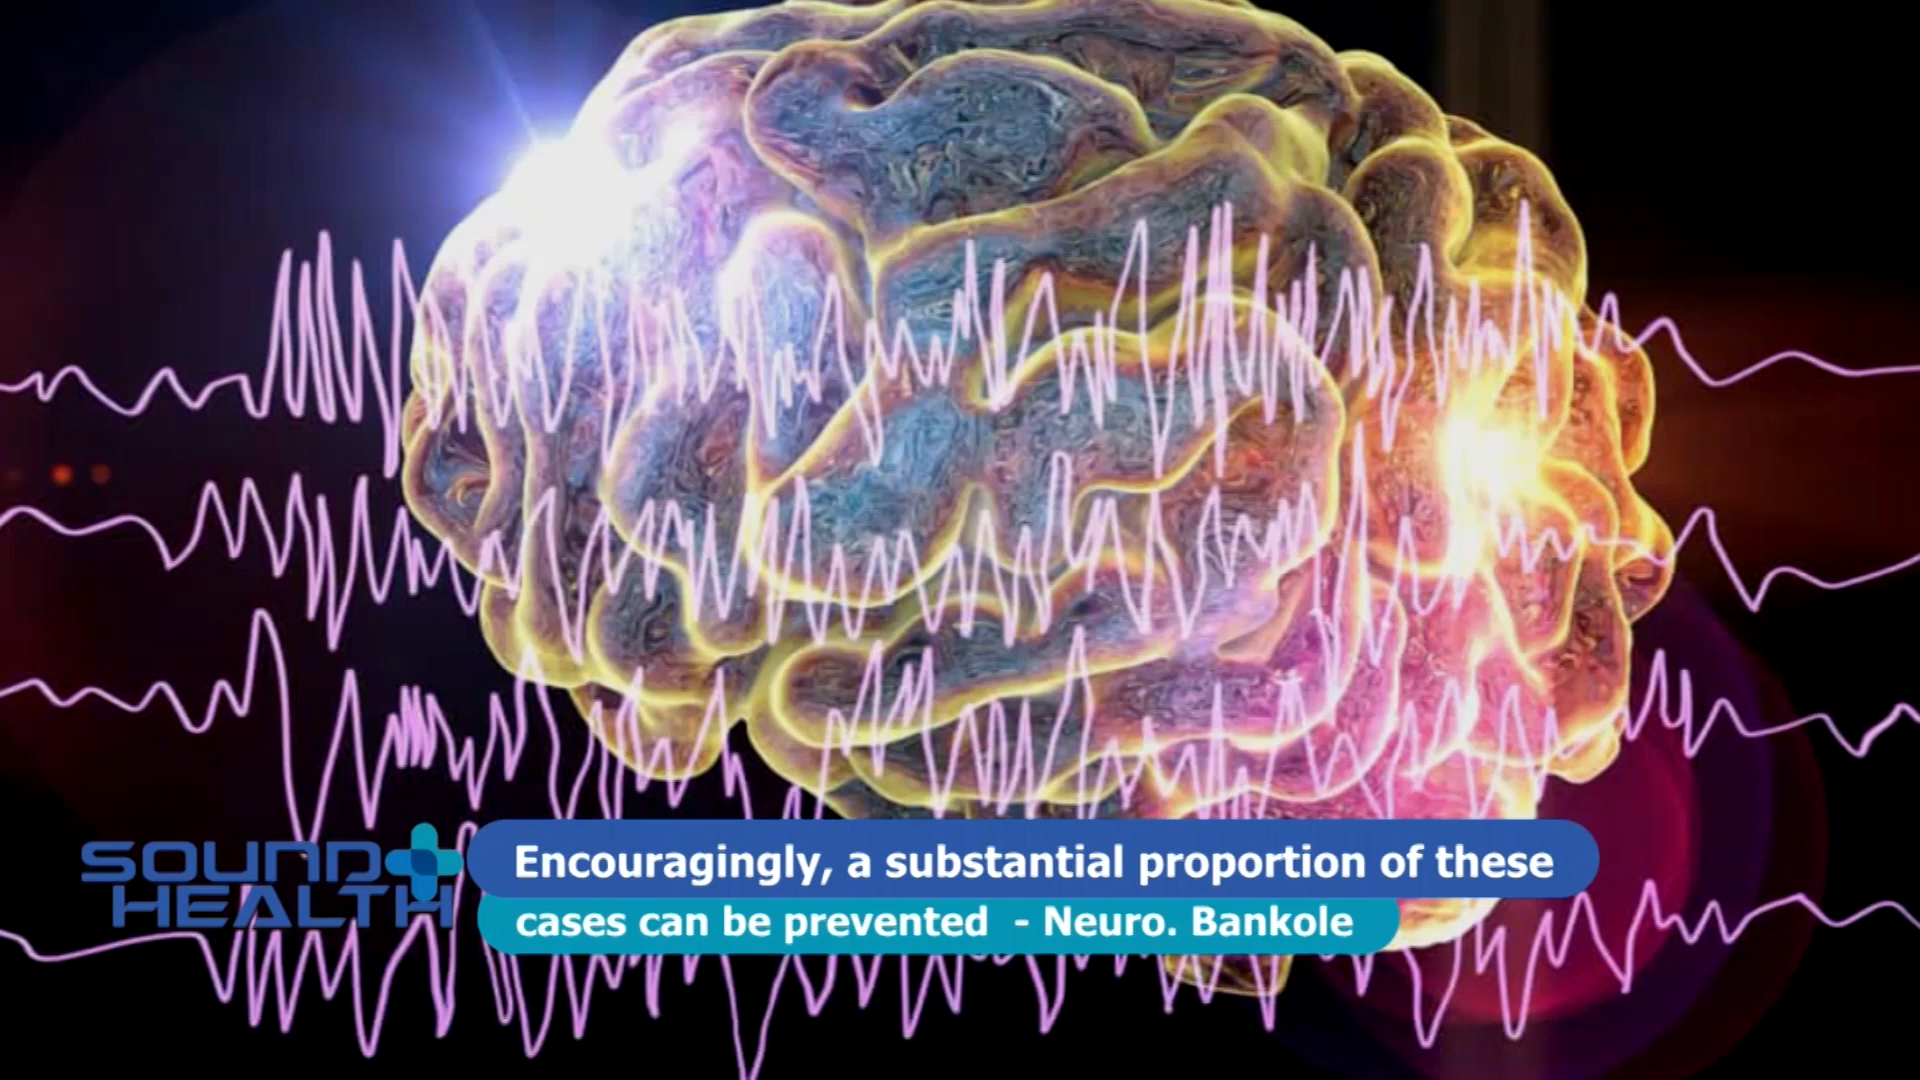 SOUND
HEALTH
Encouragingly, a substantial proportion of these
cases can be prevented - Neuro. Bankole